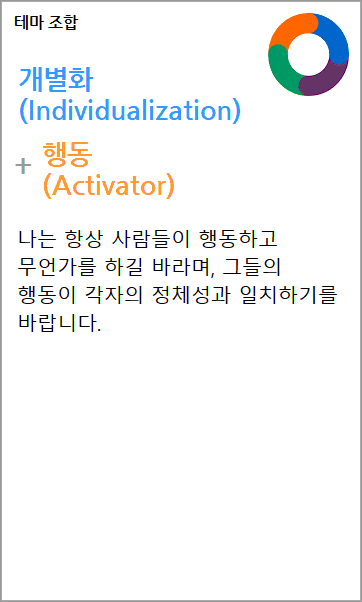 테마 조합
개별화
(Individualization)
+ 행동
(Activator)
나는 항상 사람들이 행동하고
무언가를 하길 바라며, 그들의
행동이 각자의 정체성과 일치하기를
바랍니다.